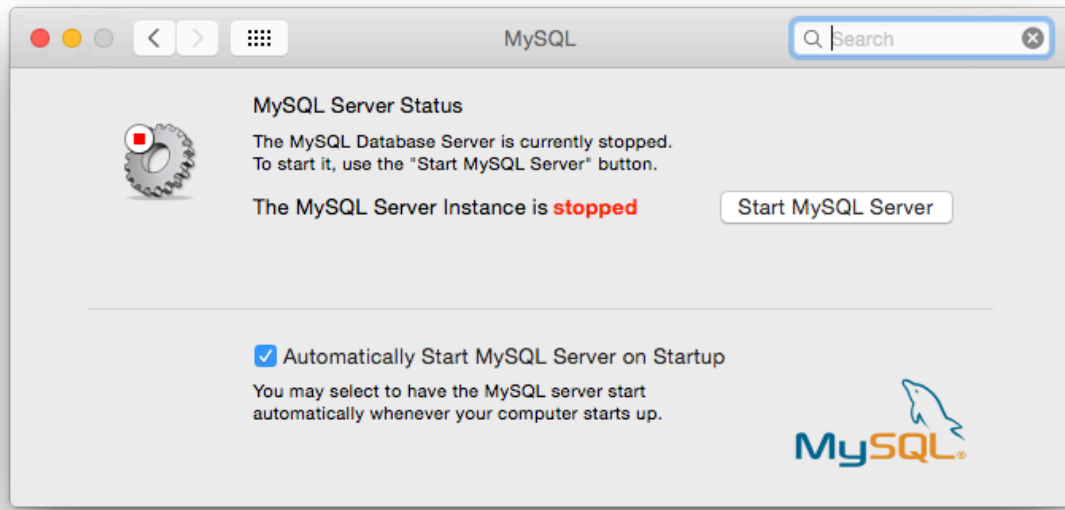 MySQL
Search
MySQL Server Status
The MySQL Database Server is currently stopped.
To start it, use the "Start MySQL Server" button.
The MySQL Server Instance is stopped
Start MySQL Server
Automatically Start MySQL Server on Startup
You may select to have the MySQL server start
automatically whenever your computer starts up.
MySQL®